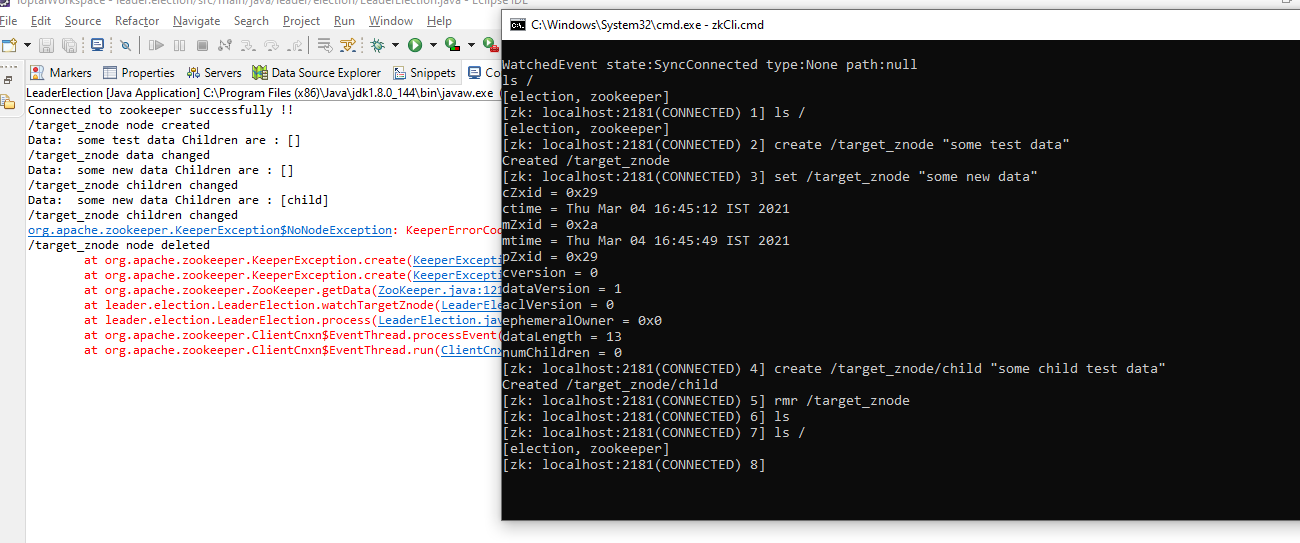 leader.election/src/main/java/leader/election/LeaderElection.java - Eclipse IDE
File Edit Source Refactor Navigate Search Project Run Window Help
Markers Properties Servers Data Source Explorer Snippets Co
LeaderElection [Java Application] C:\Program Files (x86)\Java\jdk1.8.0_144\bin\javaw.exe (
Connected to zookeeper successfully !!
/target_znode node created
Data:  some test data Children are : []
/target_znode data changed
Data:  some new data Children are : []
/target_znode children changed
Data:  some new data Children are : [child]
/target_znode children changed
org.apache.zookeeper.KeeperException$NoNodeException: KeeperErrorCod
/target_znode node deleted
at org.apache.zookeeper.KeeperException.create(KeeperExcepti
at org.apache.zookeeper.KeeperException.create(KeeperExcepti
at org.apache.zookeeper.ZooKeeper.getData(ZooKeeper.java:121
at leader.election.LeaderElection.watchTargetZnode(LeaderEle
at leader.election.LeaderElection.process(LeaderElection.jav
at org.apache.zookeeper.ClientCnxn$EventThread.processEvent(
at org.apache.zookeeper.ClientCnxn$EventThread.run(ClientCnx
C:\Windows\System32\cmd.exe - zkCli.cmd
WatchedEvent state:SyncConnected type:None path:null
ls /
[election, zookeeper]
[zk: localhost:2181(CONNECTED) 1] ls /
[election, zookeeper]
[zk: localhost:2181(CONNECTED) 2] create /target_znode "some test data"
Created /target_znode
[zk: localhost:2181(CONNECTED) 3] set /target_znode "some new data"
cZxid = 0x29
ctime = Thu Mar 04 16:45:12 IST 2021
mZxid = 0x2a
mtime = Thu Mar 04 16:45:49 IST 2021
pZxid = 0x29
cversion = 0
dataVersion = 1
aclVersion = 0
ephemeralOwner = 0x0
dataLength = 13
numChildren = 0
[zk: localhost:2181(CONNECTED) 4] create /target_znode/child "some child test data"
Created /target_znode/child
[zk: localhost:2181(CONNECTED) 5] rmr /target_znode
[zk: localhost:2181(CONNECTED) 6] ls
[zk: localhost:2181(CONNECTED) 7] ls /
[election, zookeeper]
[zk: localhost:2181(CONNECTED) 8]